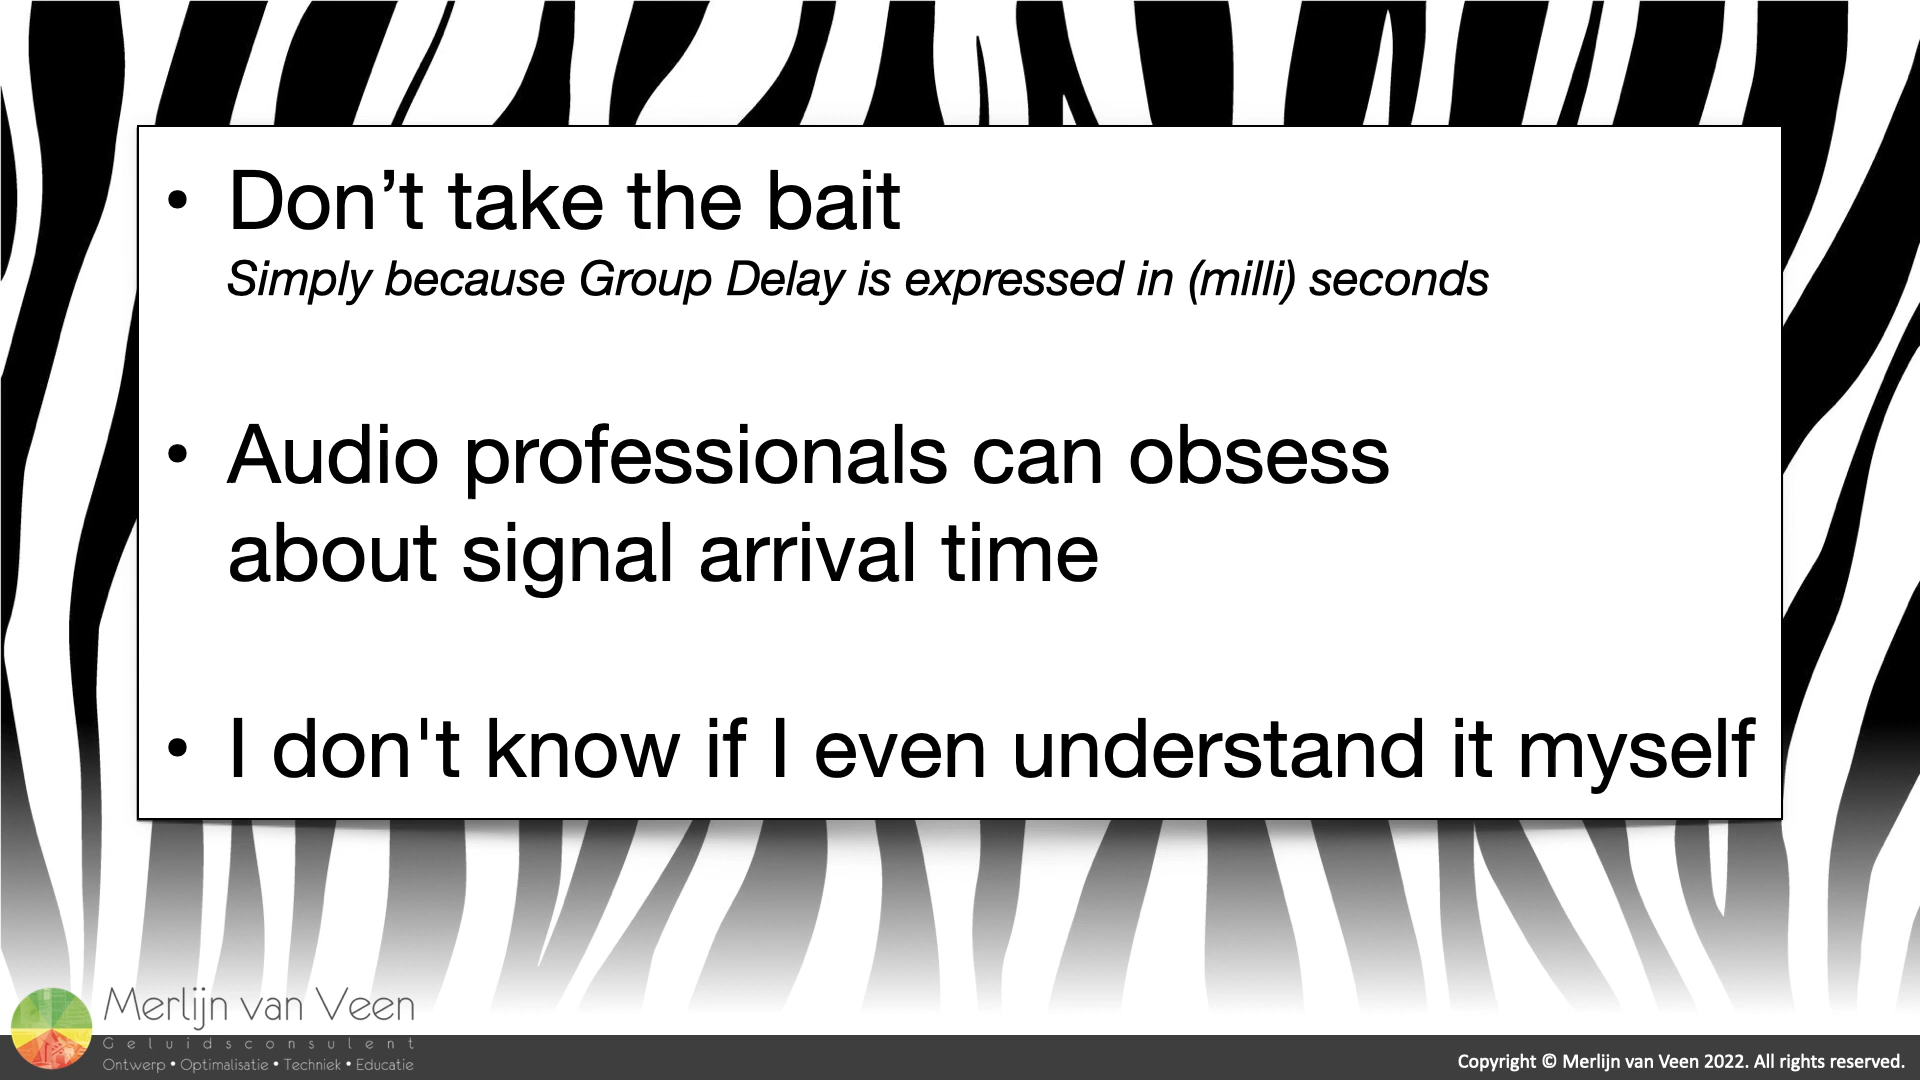 • Don’t take the bait
Simply because Group Delay is expressed in (milli) seconds
• Audio professionals can obsess
about signal arrival time
• I don't know if I even understand it myself
Merlijn van Veen
Geluidsconsulent
Ontwerp • Optimalisatie • Techniek • Educatie
Copyright © Merlijn van Veen 2022. All rights reserved.